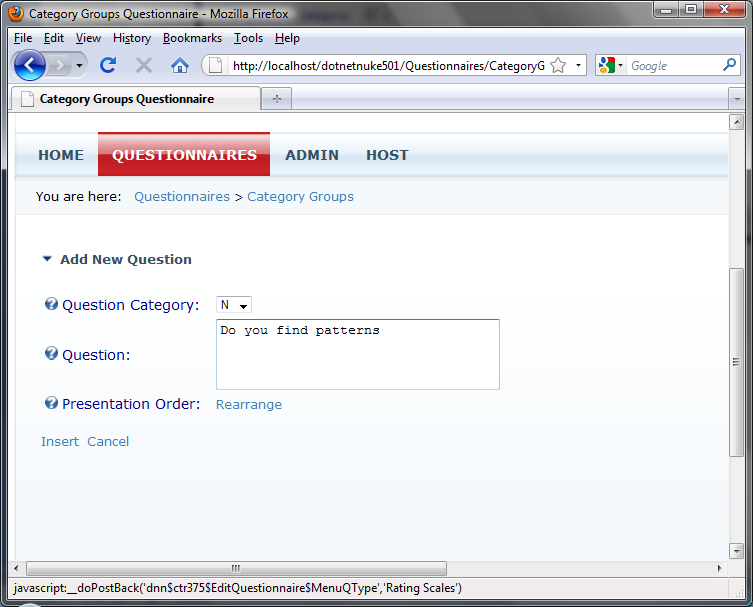 Category Groups Questionnaire - Mozilla Firefox
File Edit View History Bookmarks Tools Help
http://localhost/dotnetnuke501/Questionnaires/CategoryG Google
Category Groups Questionnaire
HOME QUESTIONNAIRES ADMIN HOST
You are here: Questionnaires > Category Groups
Add New Question
Question Category: N
Question: Do you find patterns
Presentation Order: Rearrange
Insert Cancel
javascript:__doPostBack('dnn$ctr375$EditQuestionnaire$MenuQType','Rating Scales')